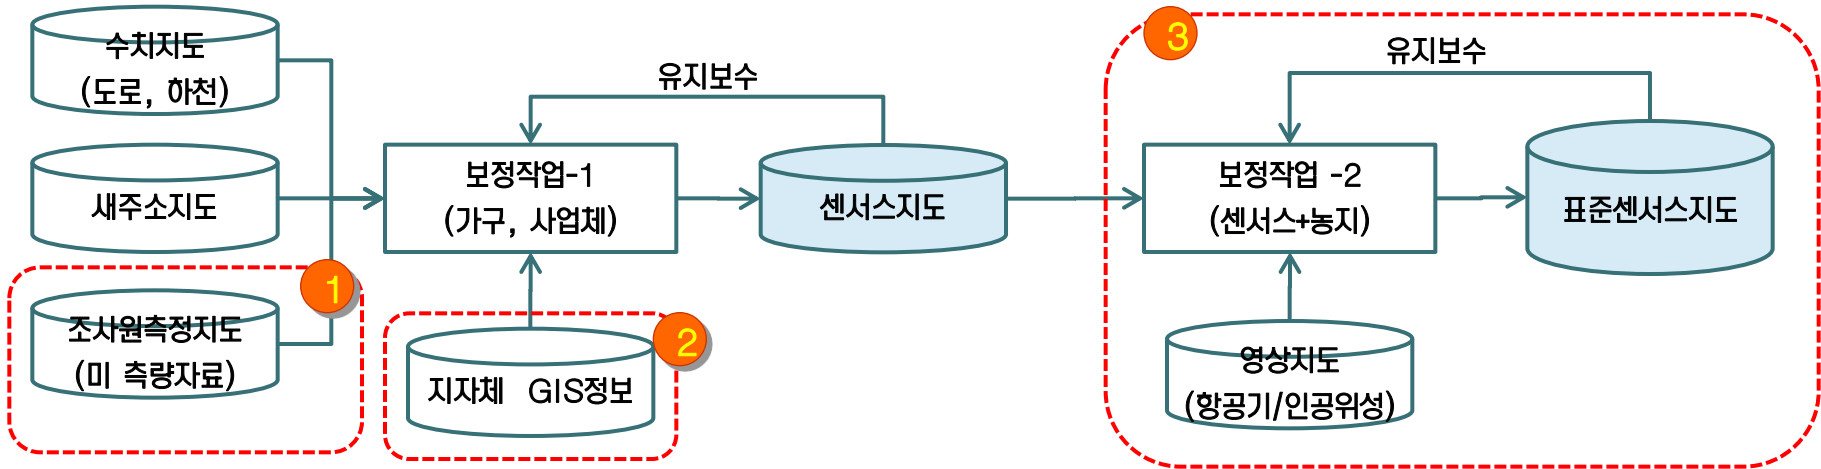 수치지도
(도로, 하천)
새주소지도
1
조사원측정지도
(미 측량자료)
유지보수
보정작업-1
(가구, 사업체)
2
지자체 GIS정보
센서스지도
3
유지보수
보정작업 -2
(센서스+농지)
영상지도
(항공기/인공위성)
표준센서스지도